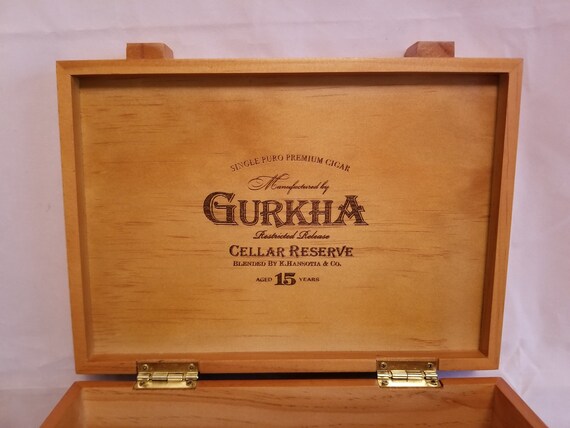 SINGLE PURO PREMIUM CIGAR
Manufactured by
GURKHA
Restricted Release
CELLAR RESERVE
BLENDED BY K.HANSOTIA & CO.
AGED 15 YEARS